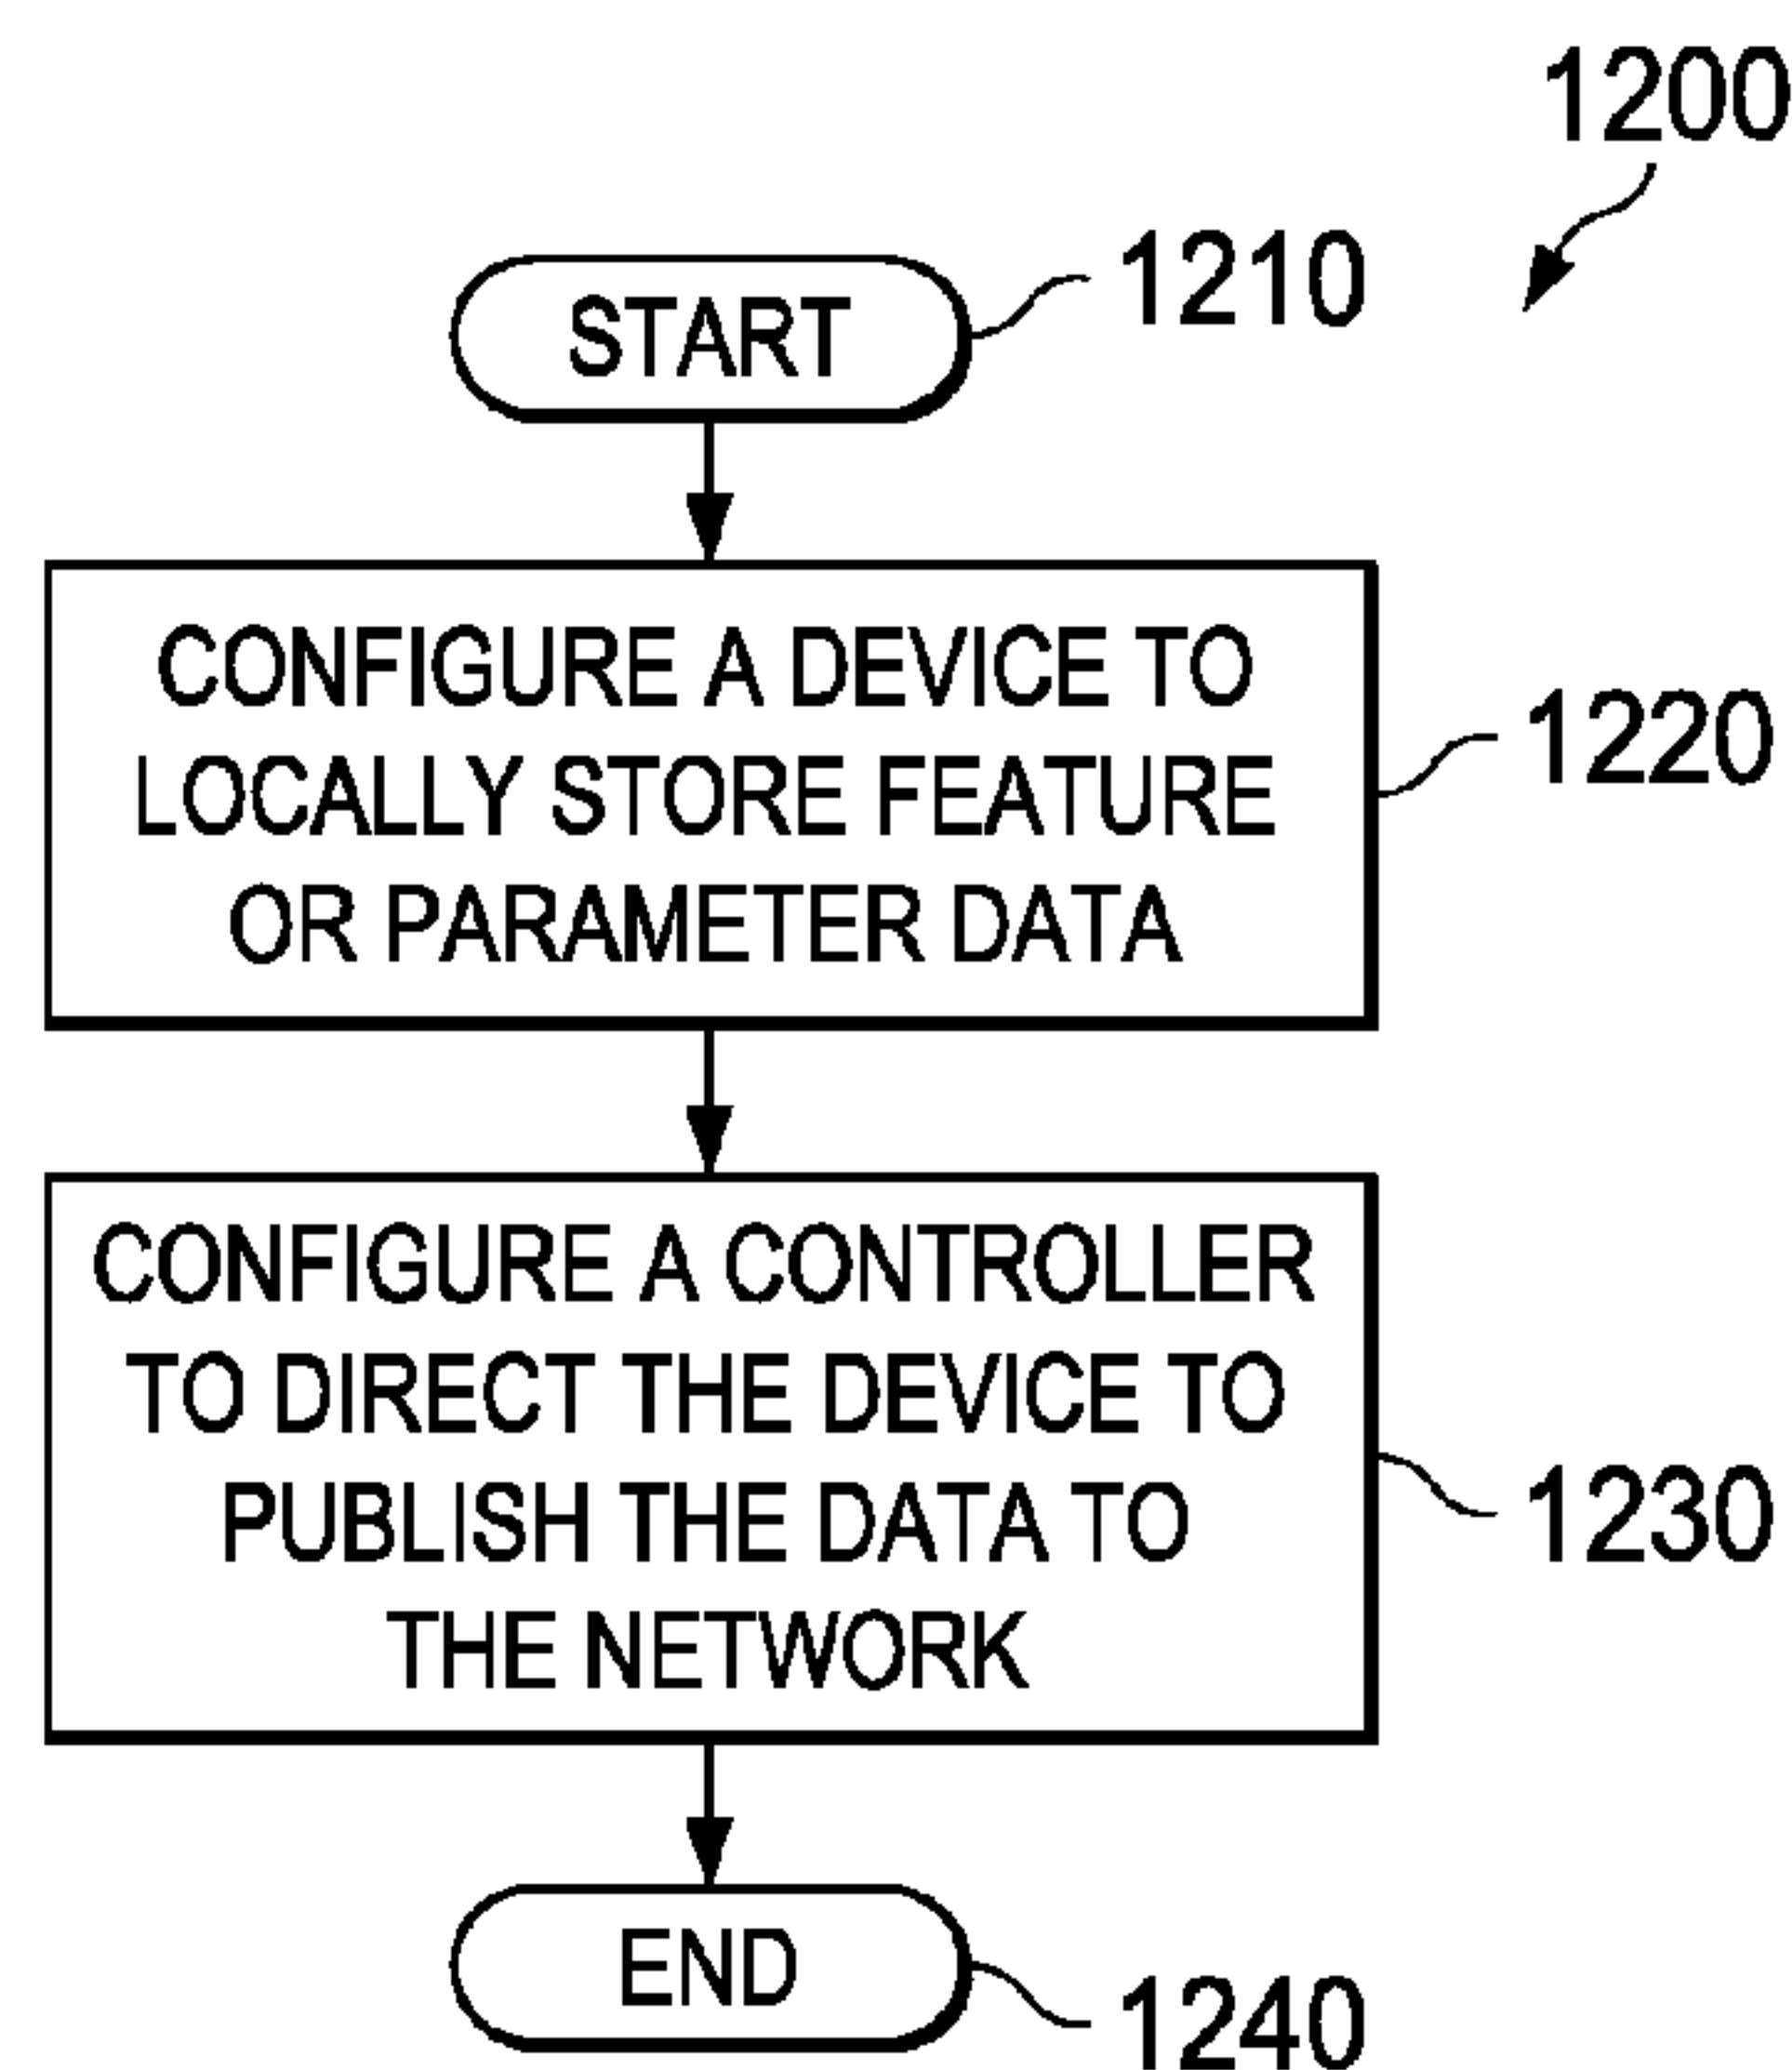 1200
START
1210
CONFIGURE A DEVICE TO
LOCALLY STORE FEATURE
OR PARAMETER DATA
1220
CONFIGURE A CONTROLLER
TO DIRECT THE DEVICE TO
PUBLISH THE DATA TO
THE NETWORK
1230
END
1240